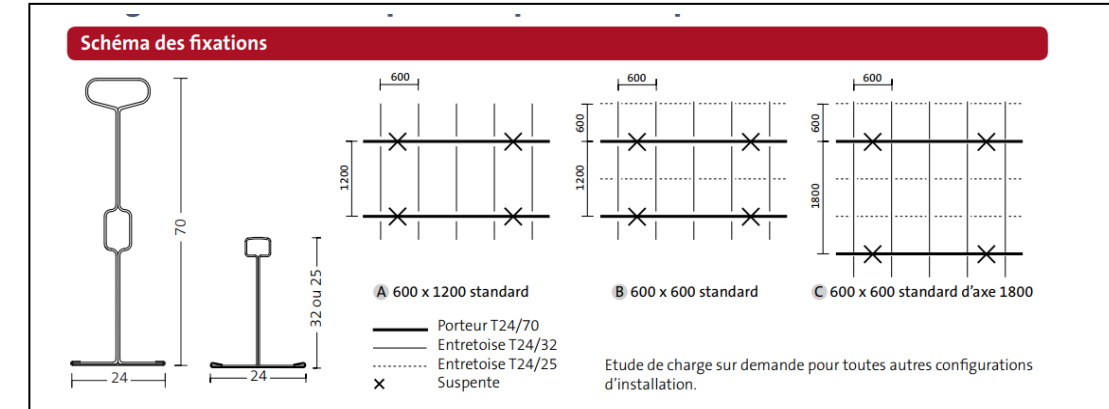 Schéma des fixations
70
24
32 ou 25
24
600
1200
A 600 x 1200 standard
600
600
1200
B 600 x 600 standard
600
600
1800
C 600 x 600 standard d'axe 1800
Porteur T24/70
Entretoise T24/32
Entretoise T24/25
Suspente
Etude de charge sur demande pour toutes autres configurations
d'installation.